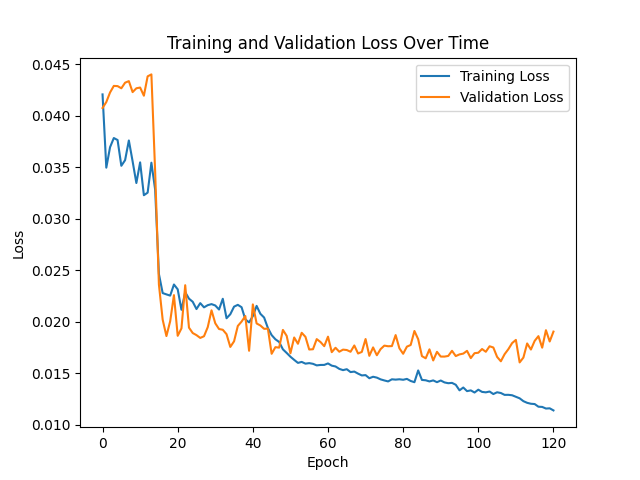 Training and Validation Loss Over Time
Training Loss
Validation Loss
0.045
0.040
0.035
0.030
0.025
0.020
0.015
0.010
Loss
0 20 40 60 80 100 120
Epoch